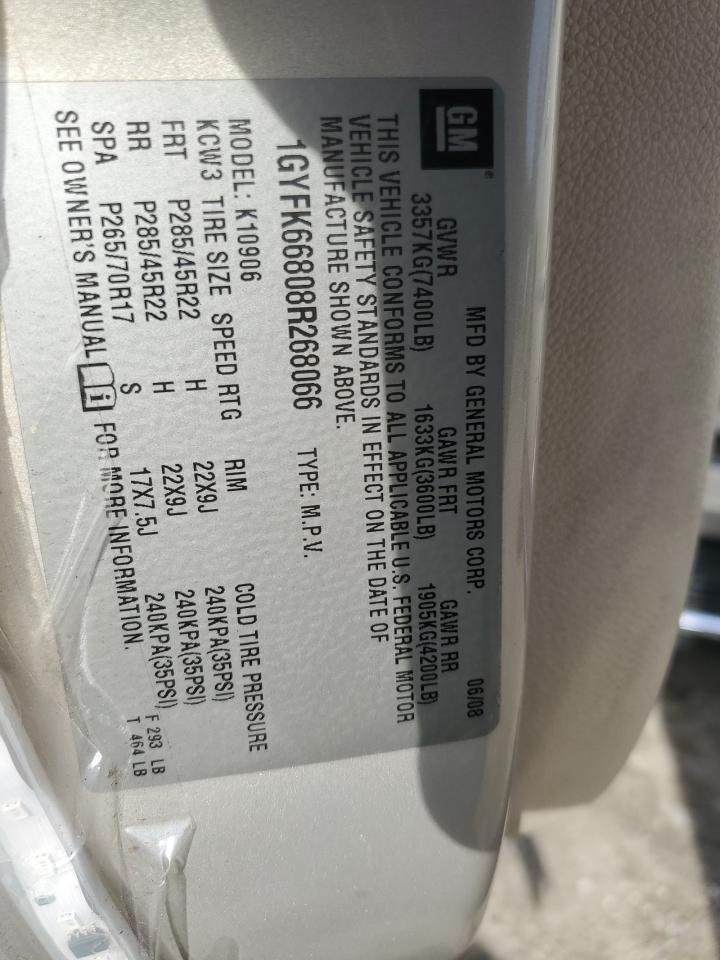 GM®
MFD BY GENERAL MOTORS CORP. 06/08
GVWR GAWR FRT GAWR RR
3357KG(7400LB) 1633KG(3600LB) 1905KG(4200LB)
THIS VEHICLE CONFORMS TO ALL APPLICABLE U.S. FEDERAL MOTOR
VEHICLE SAFETY STANDARDS IN EFFECT ON THE DATE OF
MANUFACTURE SHOWN ABOVE.
1GYFK66808R268066 TYPE: M.P.V.
MODEL: K10906
KCW3 TIRE SIZE SPEED RTG RIM COLD TIRE PRESSURE
FRT P285/45R22 H 22X9J 240KPA(35PSI)
RR P285/45R22 H 22X9J 240KPA(35PSI)
SPA P265/70R17 S 17X7.5J 240KPA(35PSI)
SEE OWNER'S MANUAL i FOR MORE INFORMATION.
F 293 LB
T 464 LB